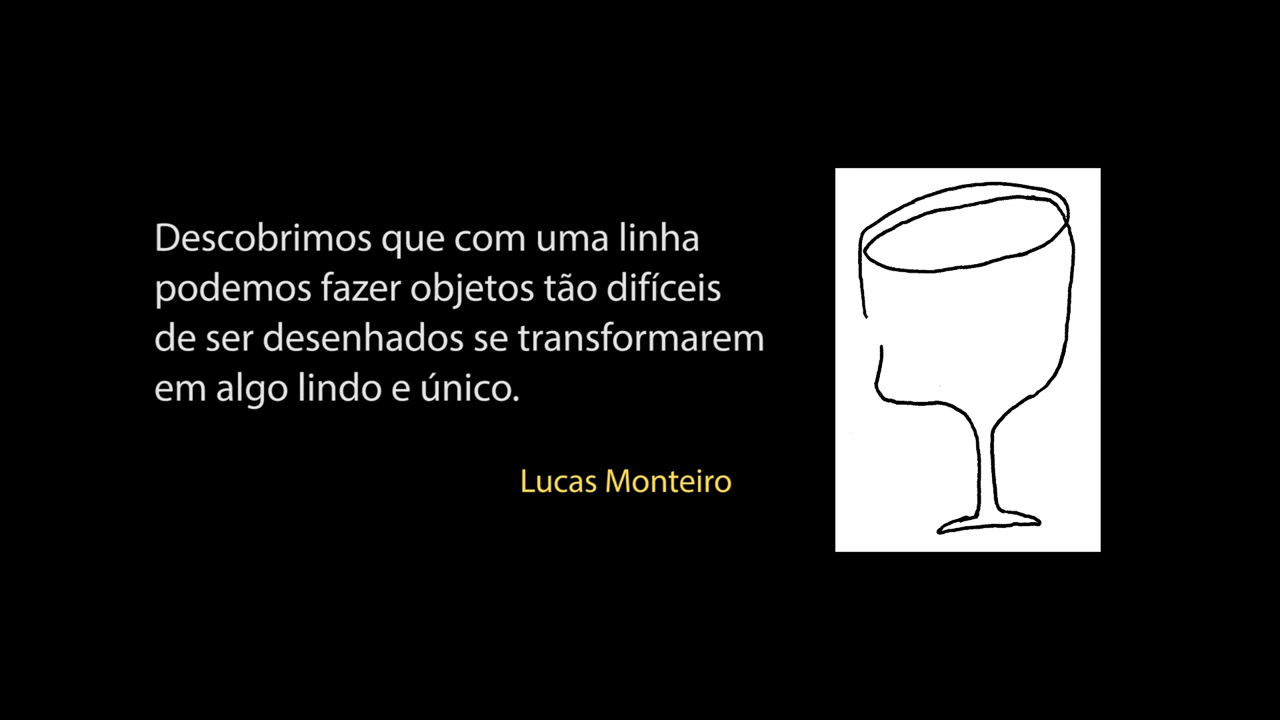 Descobrimos que com uma linha
podemos fazer objetos tão difíceis
de ser desenhados se transformarem
em algo lindo e único.
Lucas Monteiro